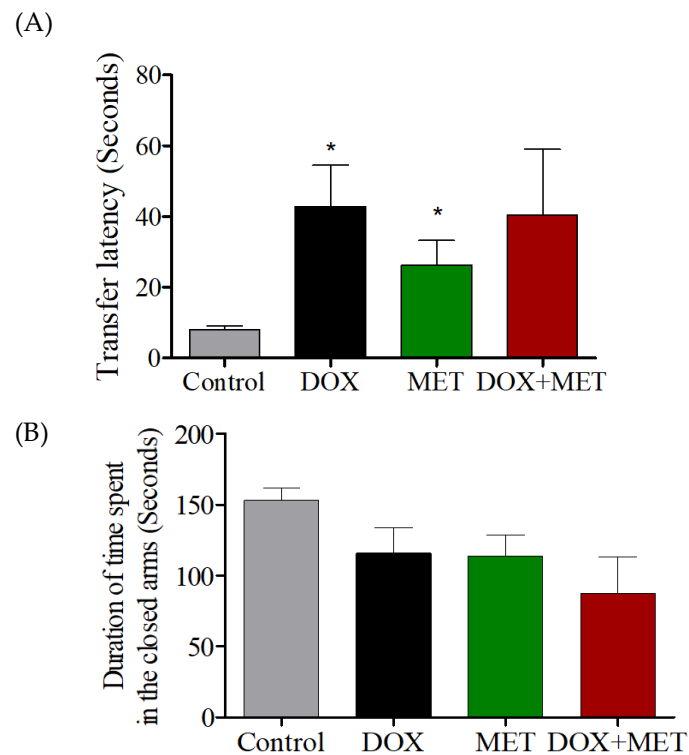 (A)
Transfer latency (Seconds)
80
60
40
20
0
*
*
Control DOX MET DOX+MET
(B)
Duration of time spent
in the closed arms (Seconds)
200
150
100
50
0
Control DOX MET DOX+MET